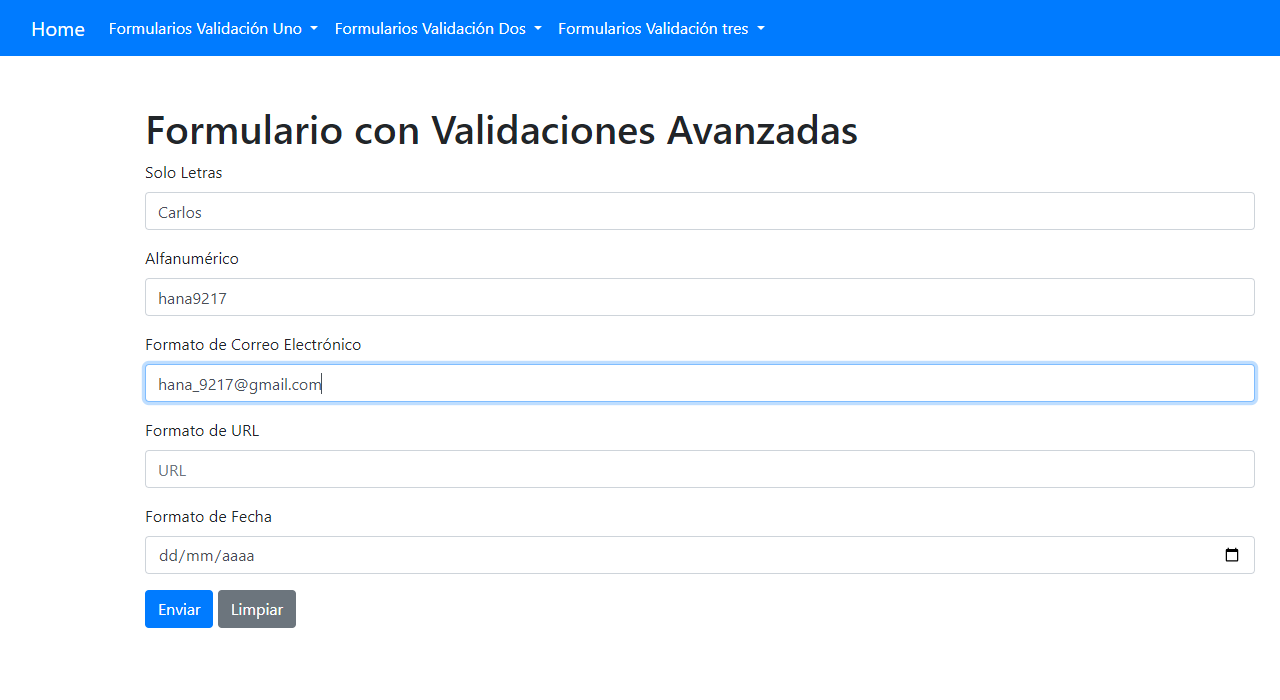 Home Formularios Validación Uno Formularios Validación Dos Formularios Validación tres
Formulario con Validaciones Avanzadas
Solo Letras
Carlos
Alfanumérico
hana9217
Formato de Correo Electrónico
hana_9217@gmail.com
Formato de URL
URL
Formato de Fecha
dd/mm/aaaa
Enviar Limpiar